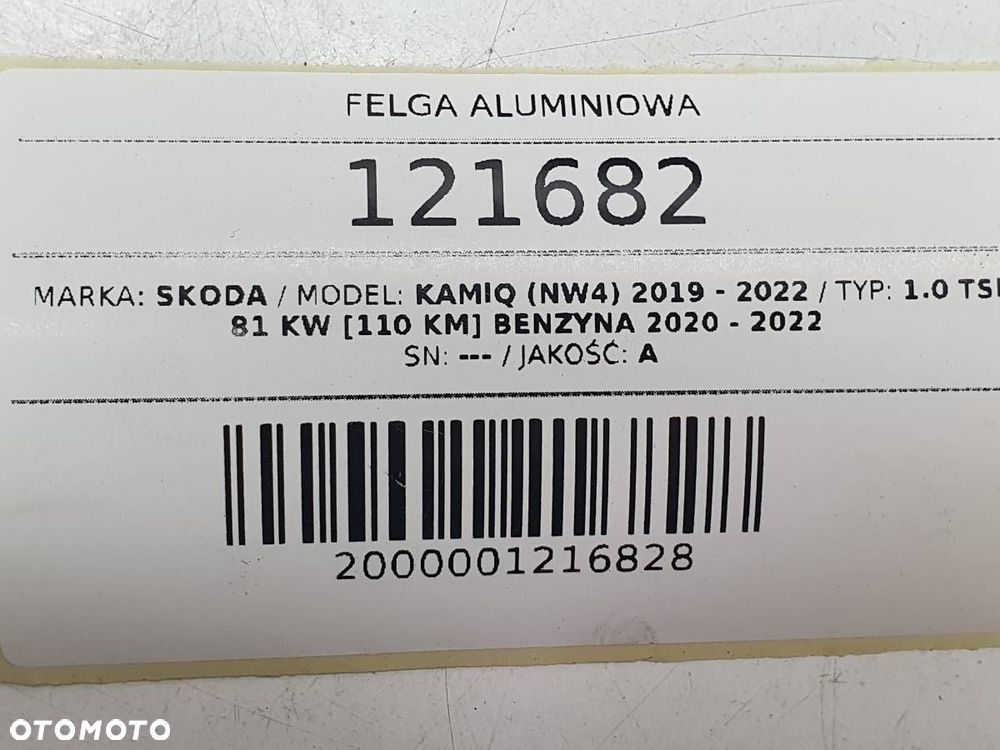 FELGA ALUMINIOWA
121682
MARKA: SKODA / MODEL: KAMIQ (NW4) 2019 - 2022 / TYP: 1.0 TSI
81 KW [110 KM] BENZYNA 2020 - 2022
SN: --- / JAKOŚĆ: A
2000001216828
OTOMOTO